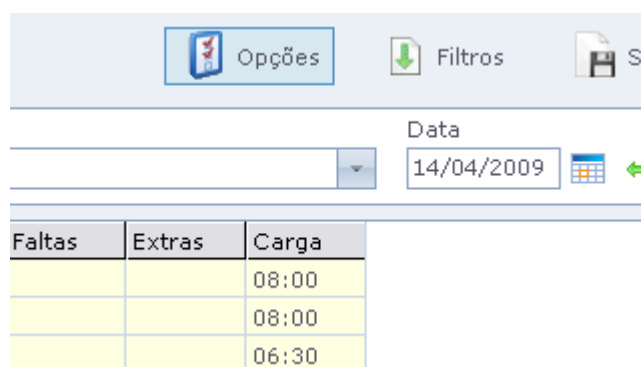 Opções Filtros S
Data
14/04/2009
Faltas Extras Carga
08:00
08:00
06:30